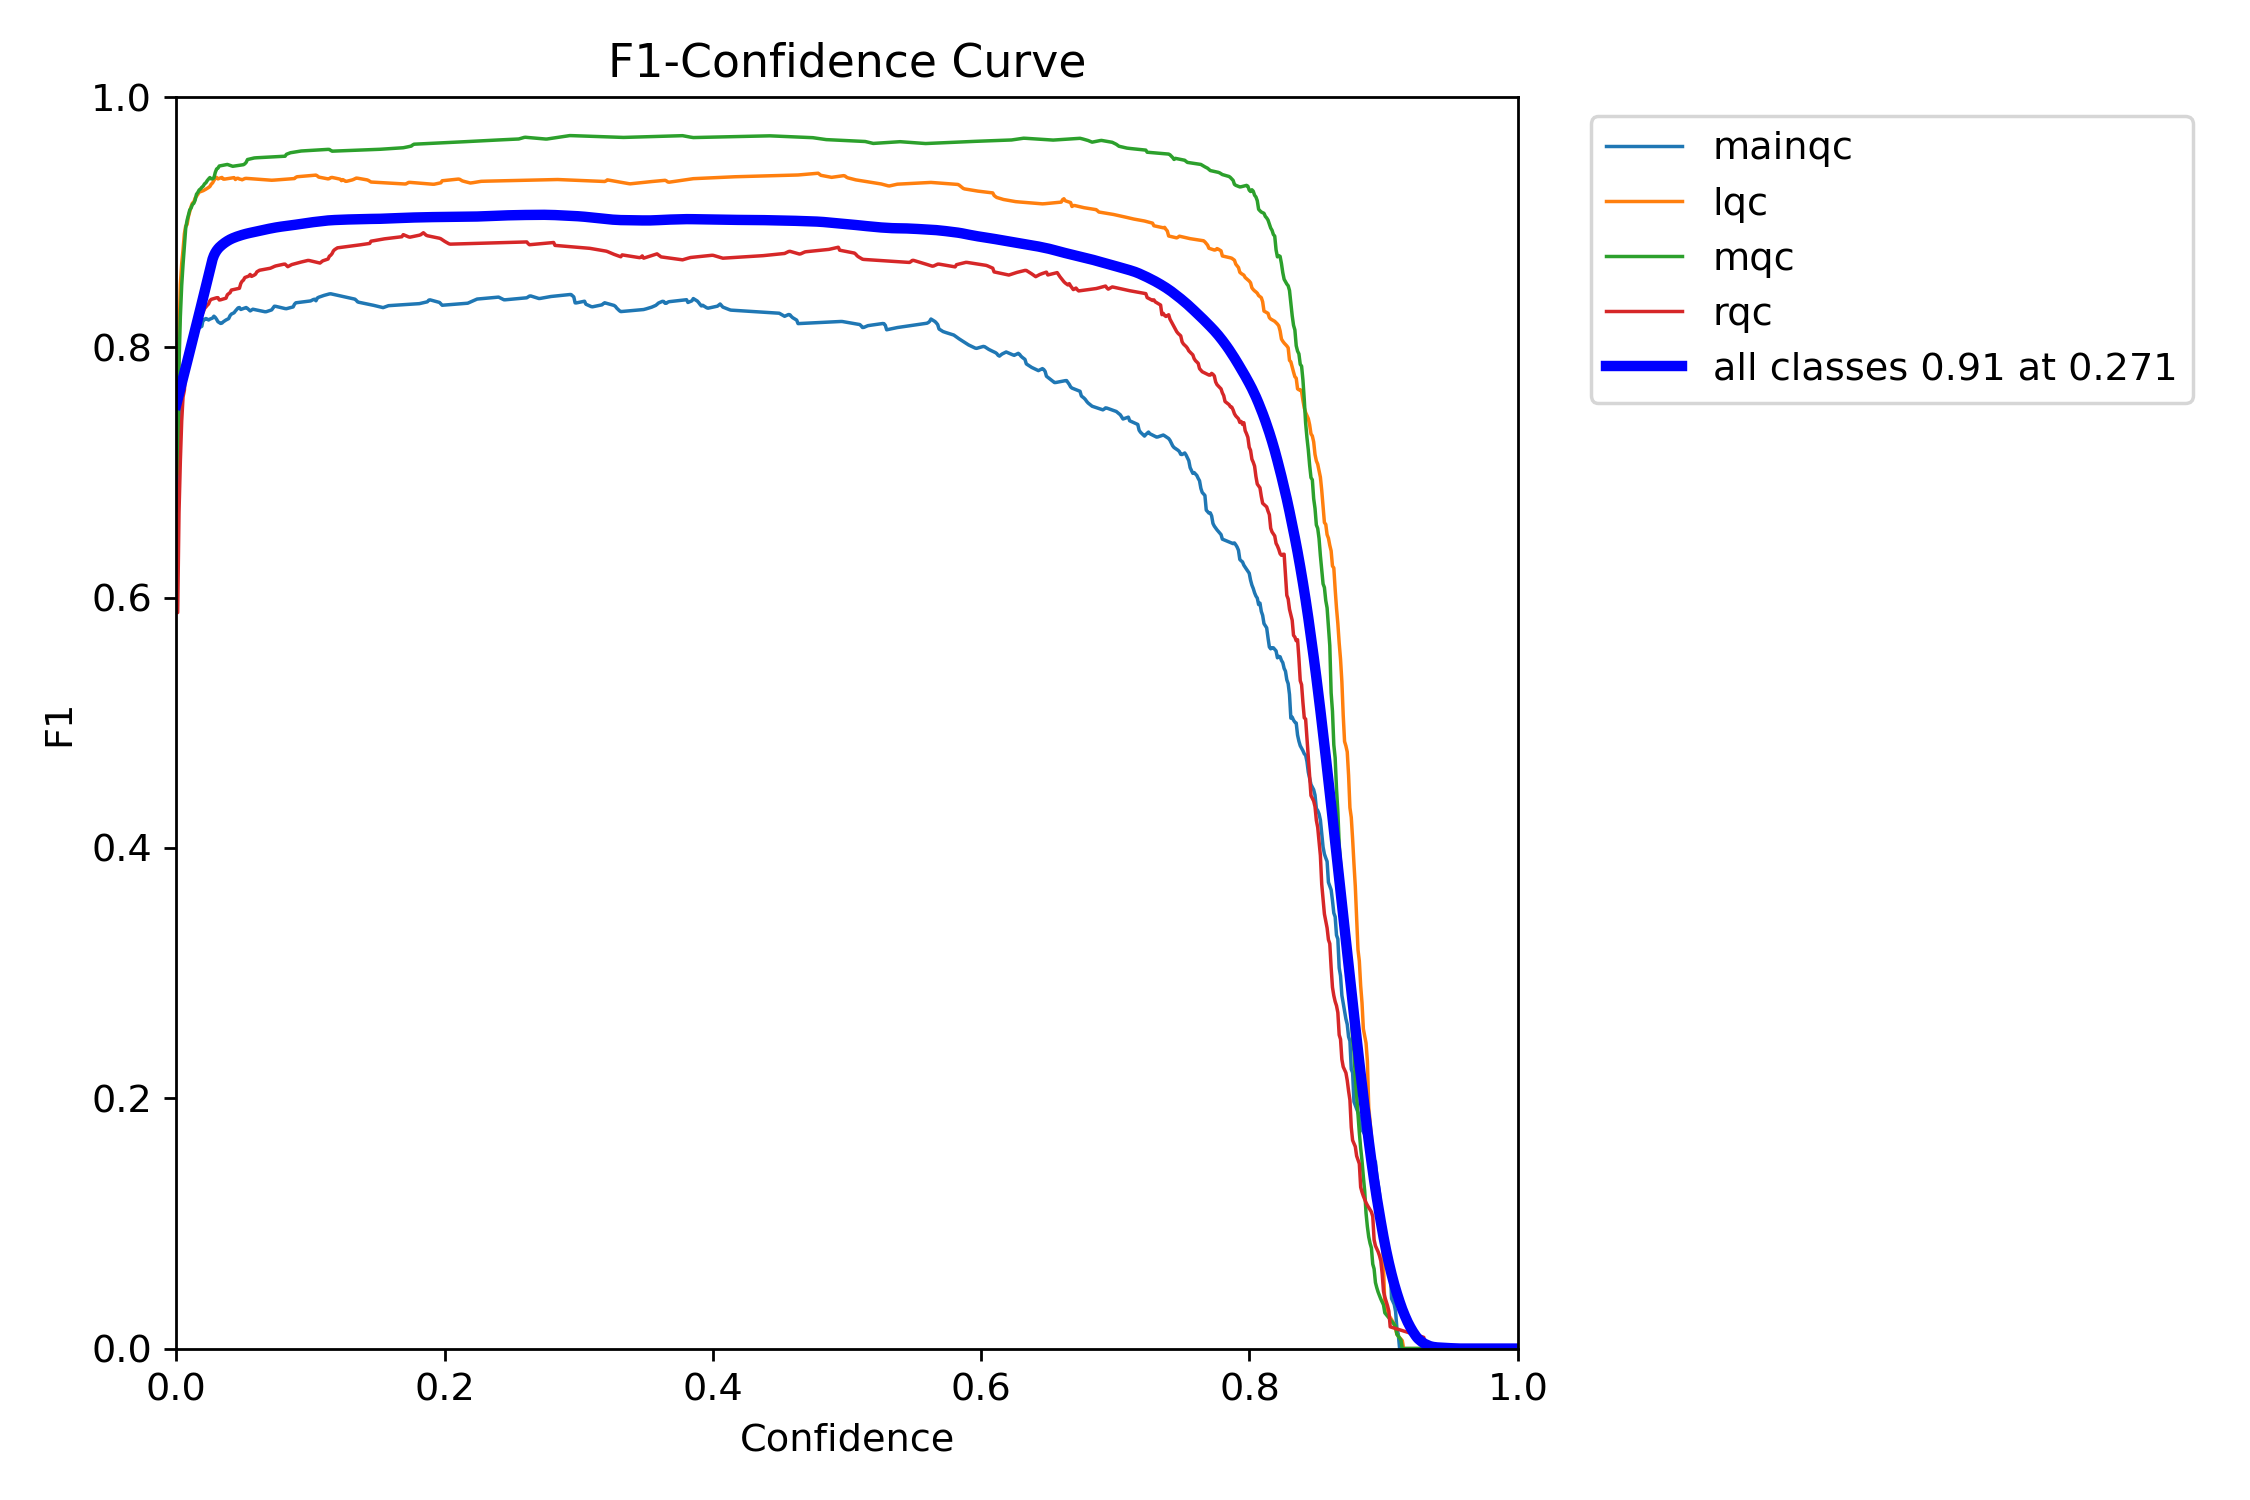 F1-Confidence Curve
1.0
0.8
0.6
0.4
0.2
0.0
F1
0.0 0.2 0.4 0.6 0.8 1.0
Confidence
mainqc
lqc
mqc
rqc
all classes 0.91 at 0.271